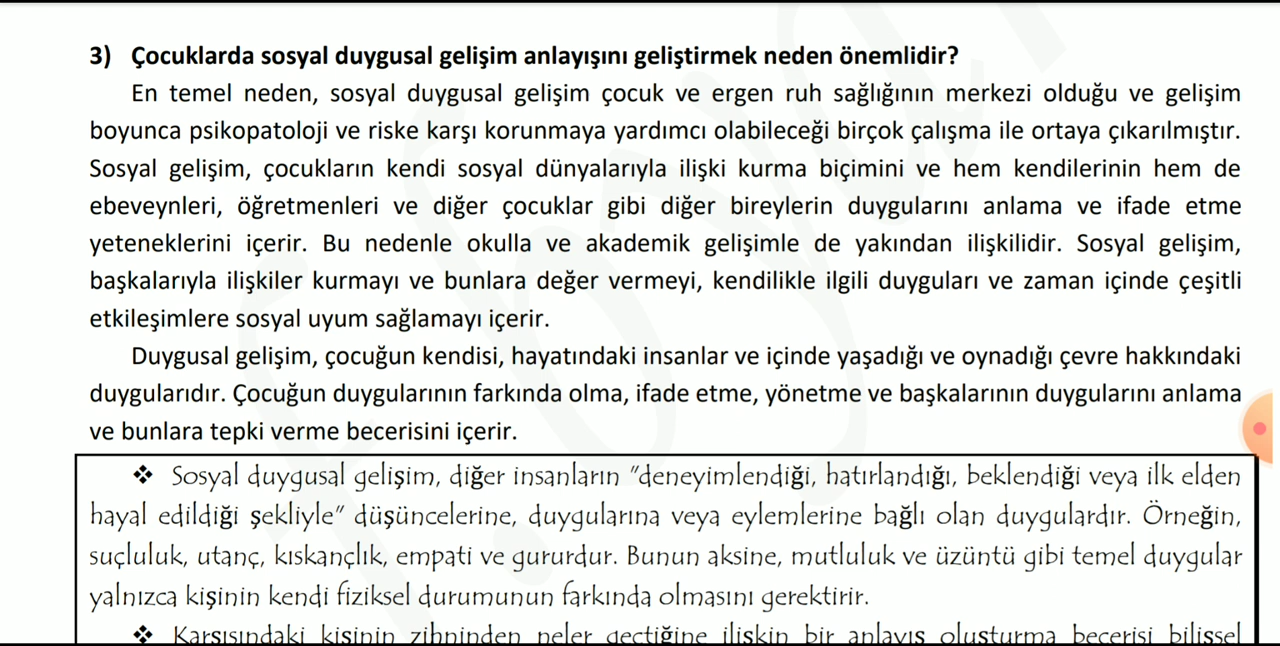 3) Çocuklarda sosyal duygusal gelişim anlayışını geliştirmek neden önemlidir?
En temel neden, sosyal duygusal gelişim çocuk ve ergen ruh sağlığının merkezi olduğu ve gelişim
boyunca psikopatoloji ve riske karşı korunmaya yardımcı olabileceği birçok çalışma ile ortaya çıkarılmıştır.
Sosyal gelişim, çocukların kendi sosyal dünyalarıyla ilişki kurma biçimini ve hem kendilerinin hem de
ebeveynleri, öğretmenleri ve diğer çocuklar gibi diğer bireylerin duygularını anlama ve ifade etme
yeteneklerini içerir. Bu nedenle okulla ve akademik gelişimle de yakından ilişkilidir. Sosyal gelişim,
başkalarıyla ilişkiler kurmayı ve bunlara değer vermeyi, kendilikle ilgili duyguları ve zaman içinde çeşitli
etkileşimlere sosyal uyum sağlamayı içerir.
Duygusal gelişim, çocuğun kendisi, hayatındaki insanlar ve içinde yaşadığı ve oynadığı çevre hakkındaki
duygularıdır. Çocuğun duygularının farkında olma, ifade etme, yönetme ve başkalarının duygularını anlama
ve bunlara tepki verme becerisini içerir.
❖ Sosyal duygusal gelişim, diğer insanların "deneyimlendiği, hatırlandığı, beklendiği veya ilk elden
hayal edildiği şekliyle" düşüncelerine, duygularına veya eylemlerine bağlı olan duygulardır. Örneğin,
suçluluk, utanç, kıskançlık, empati ve gururdur. Bunun aksine, mutluluk ve üzüntü gibi temel duygular
yalnızca kişinin kendi fiziksel durumunun farkında olmasını gerektirir.
❖ Karşısındaki kişinin zihninden neler geçtiğine ilişkin bir anlayış oluşturma becerisi bilişsel